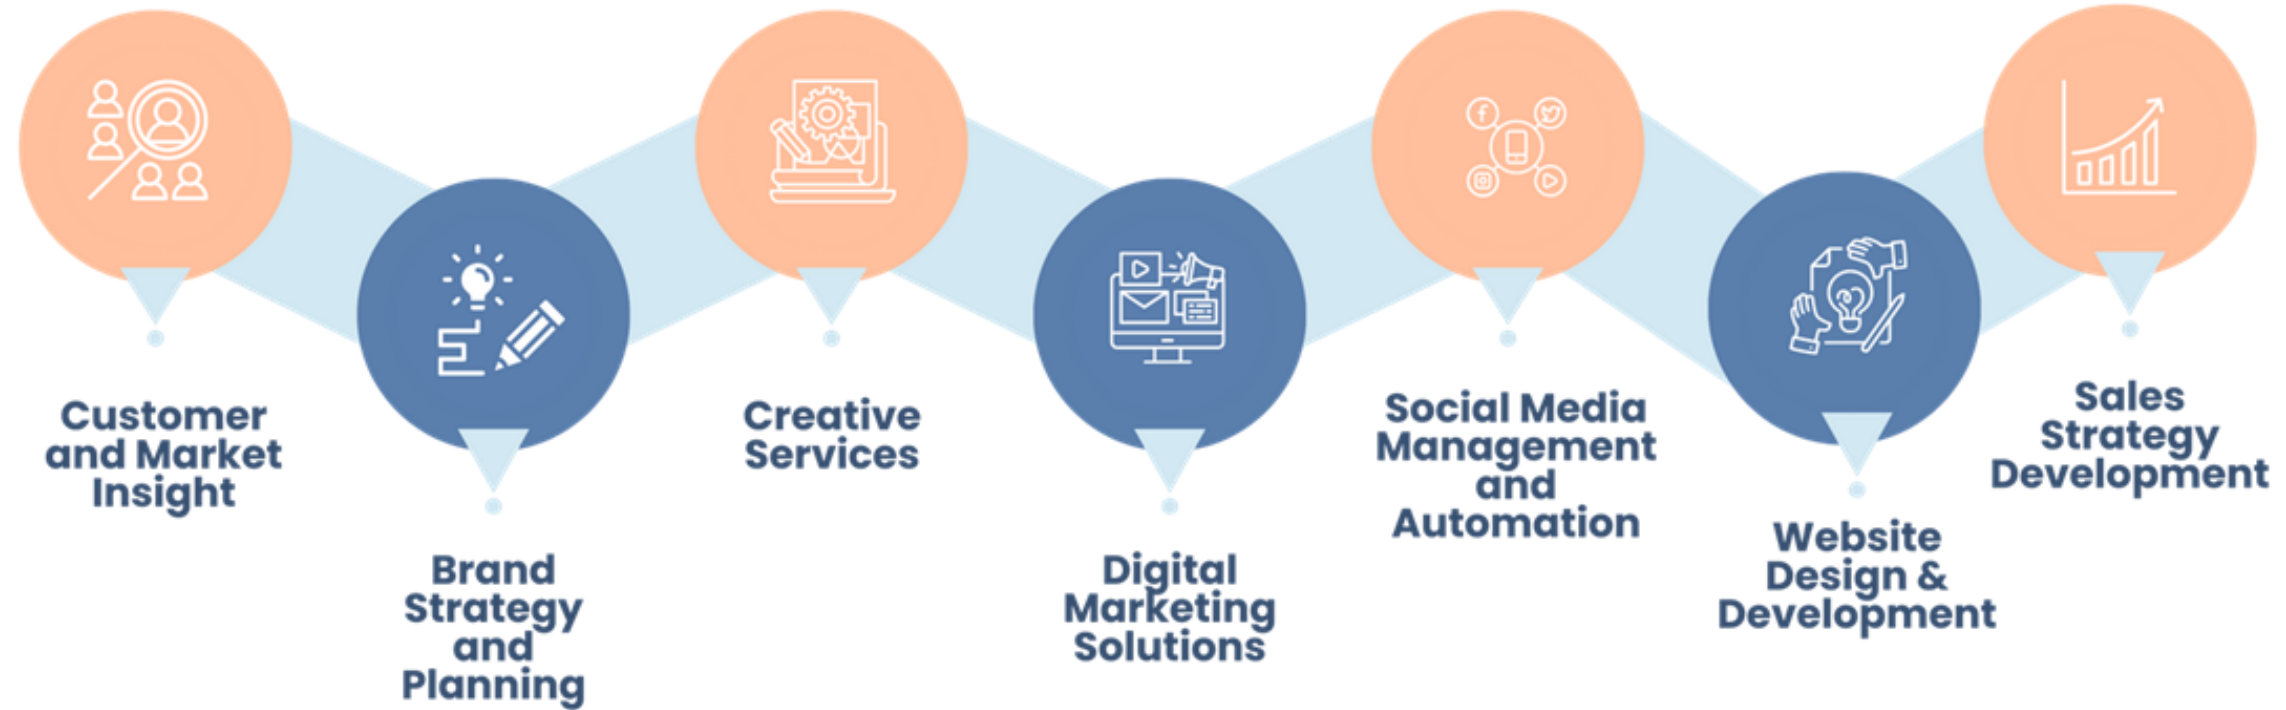 Customer
and Market
Insight
Brand
Strategy
and
Planning
Creative
Services
Digital
Marketing
Solutions
Social Media
Management
and
Automation
Website
Design &
Development
Sales
Strategy
Development